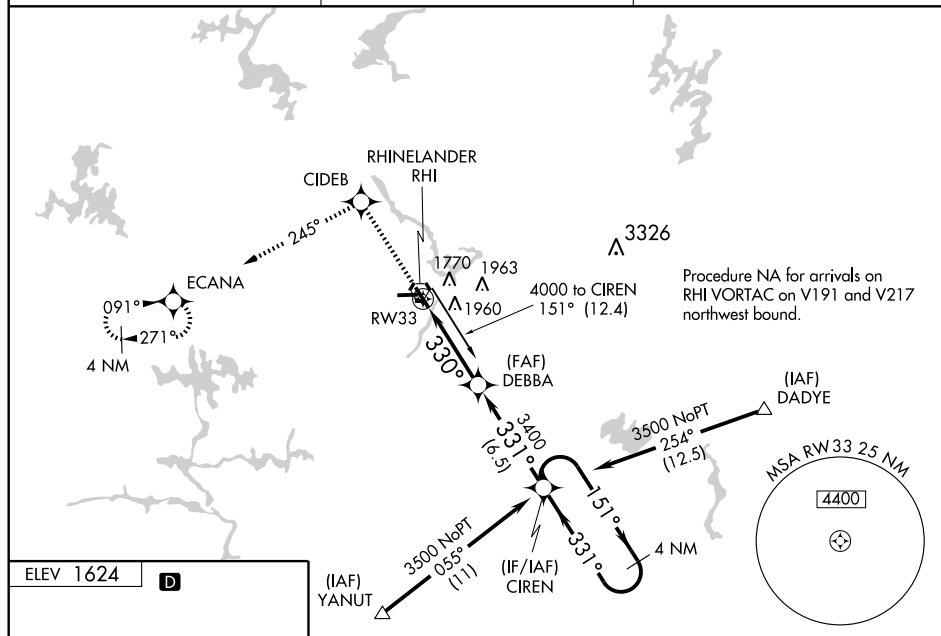 RHINELANDER
RHI
CIDEB
245°
3326
1770
1963
ECANA
4000 to CIREN
151° (12.4)
Procedure NA for arrivals on
RHI VORTAC on V191 and V217
northwest bound.
091°
RW33
1960
271°
4 NM
330°
(FAF)
DEBBA
(IAF)
DADYE
3400
331°
(6.5)
3500 NoPT
254°
(12.5)
MSA RW33 25 NM
4400
151°
331°
4 NM
3500 NoPT
055°
(11)
(IF/IAF)
CIREN
ELEV 1624
D
(IAF)
YANUT